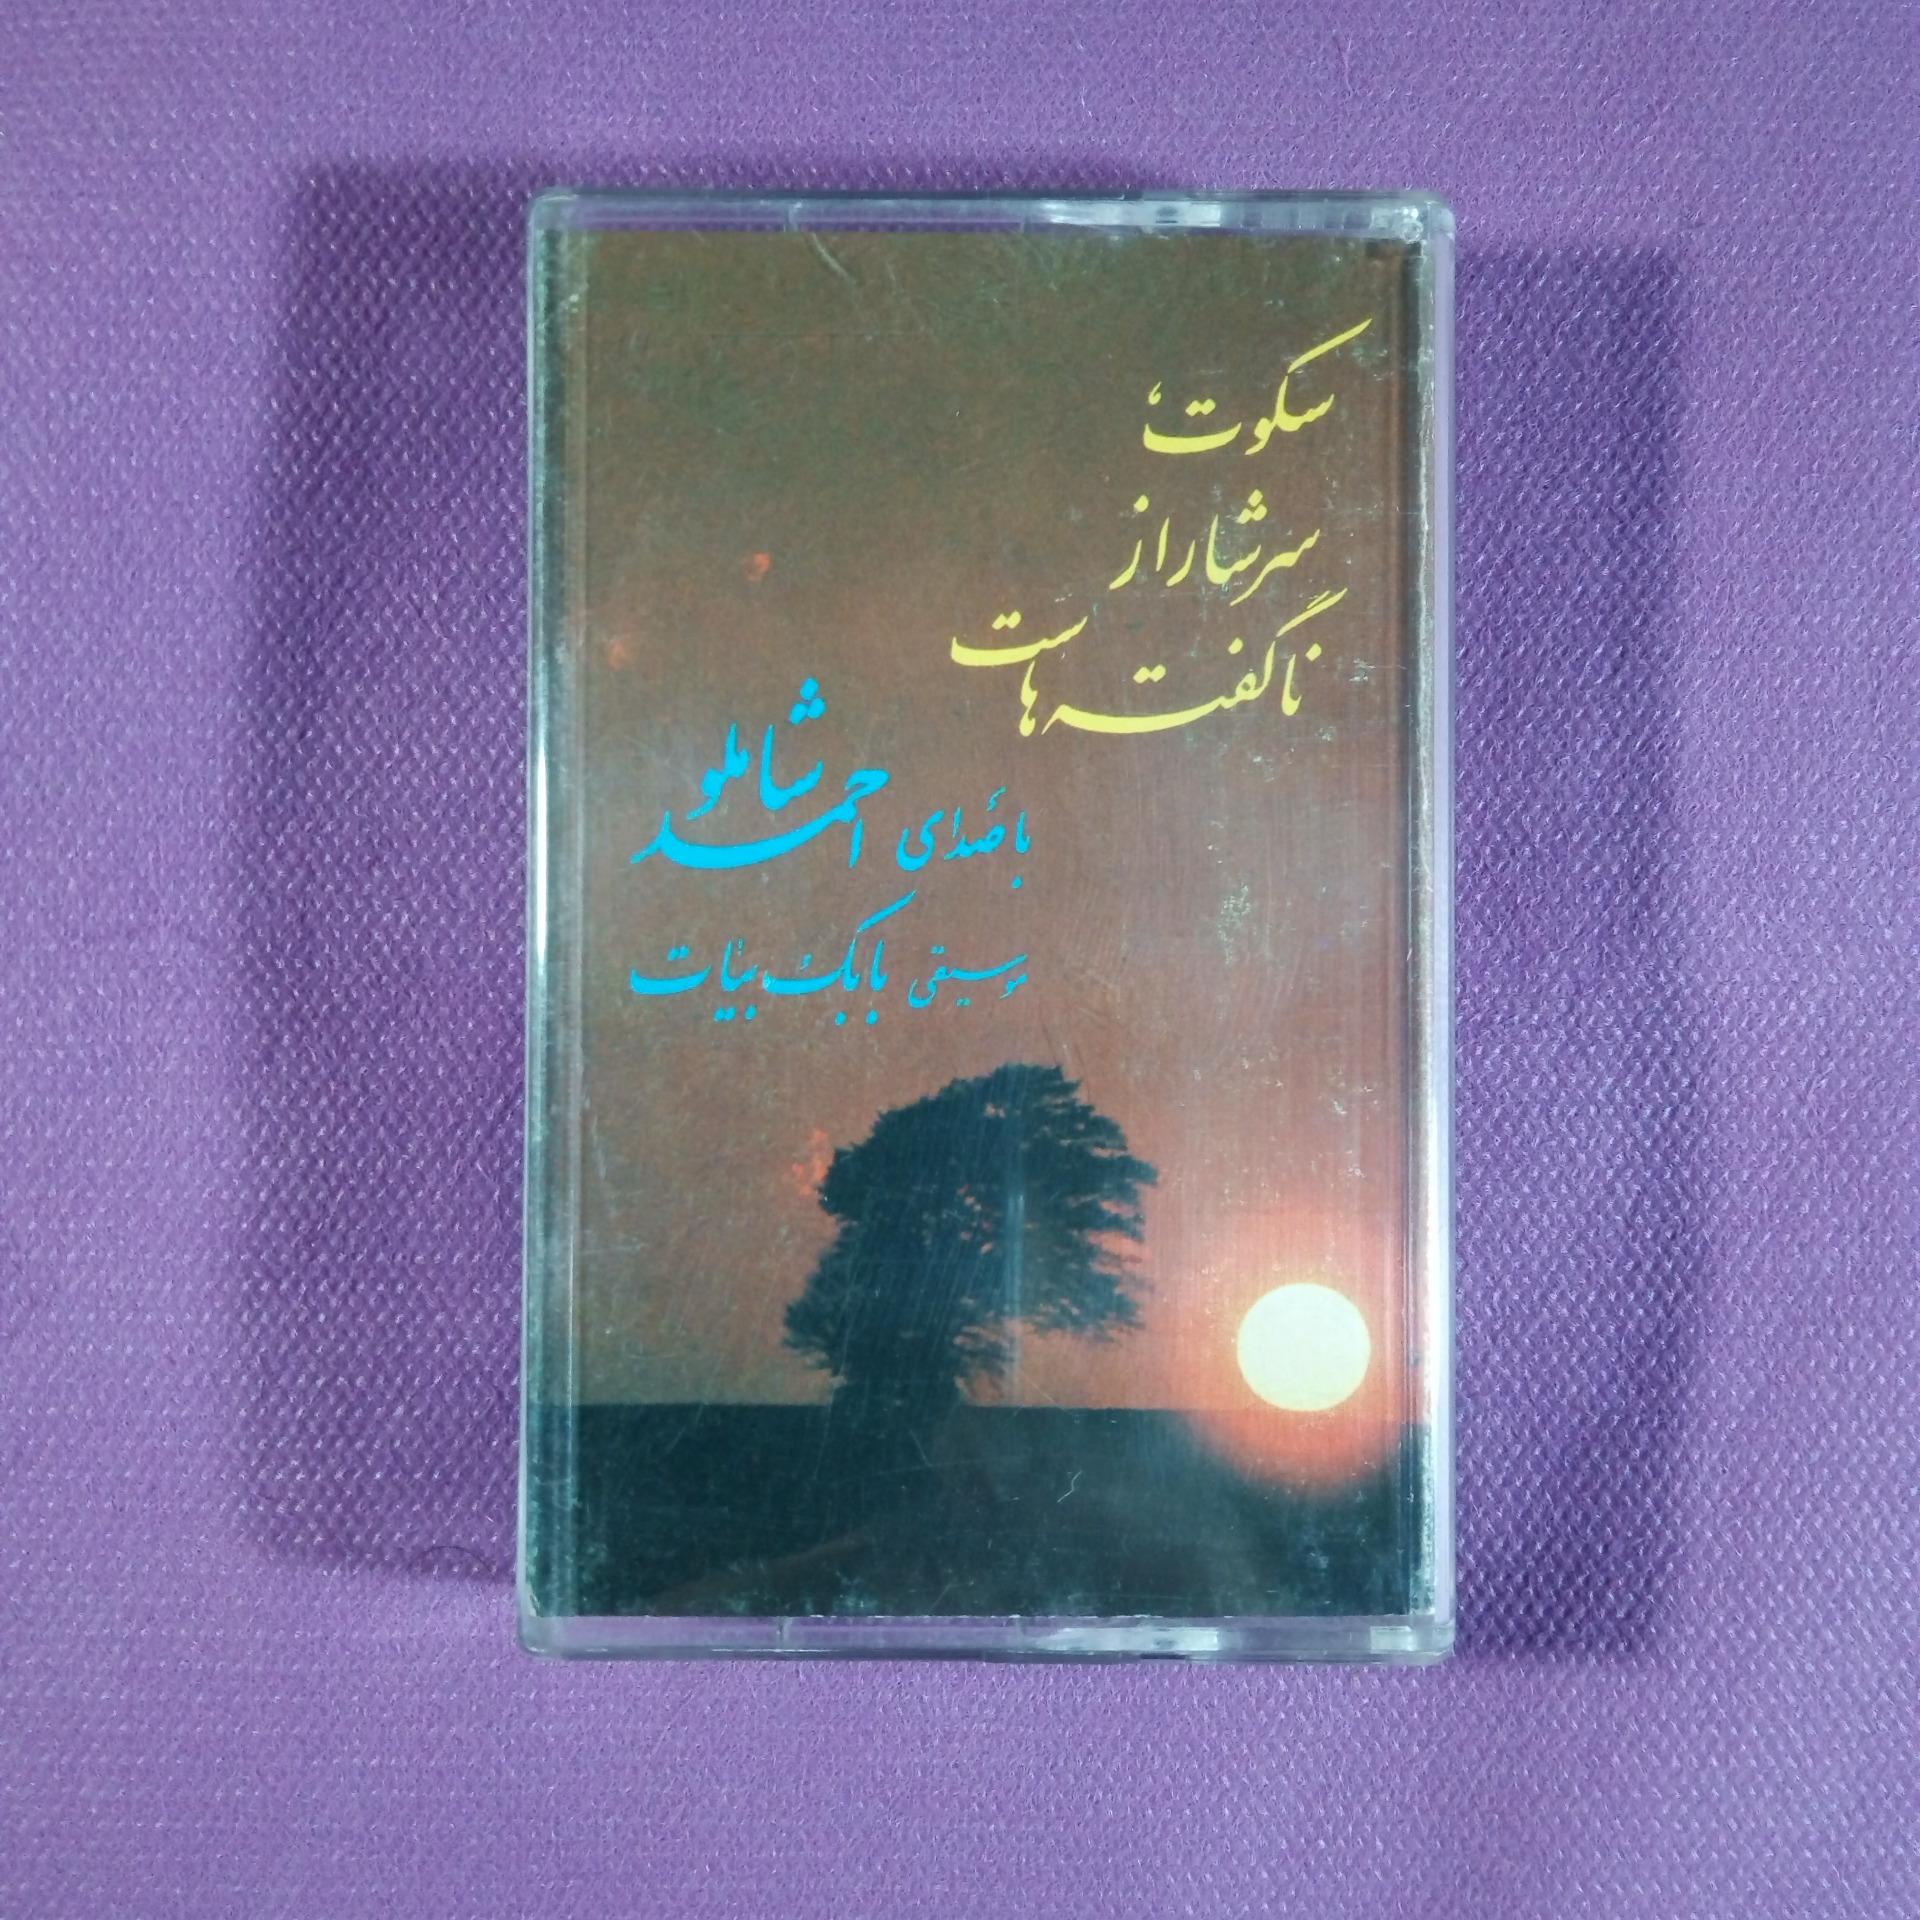 سکوت،
سرشار از
ناگفته‌هاست
با صدای احمد شاملو
موسیقی بابک بیات